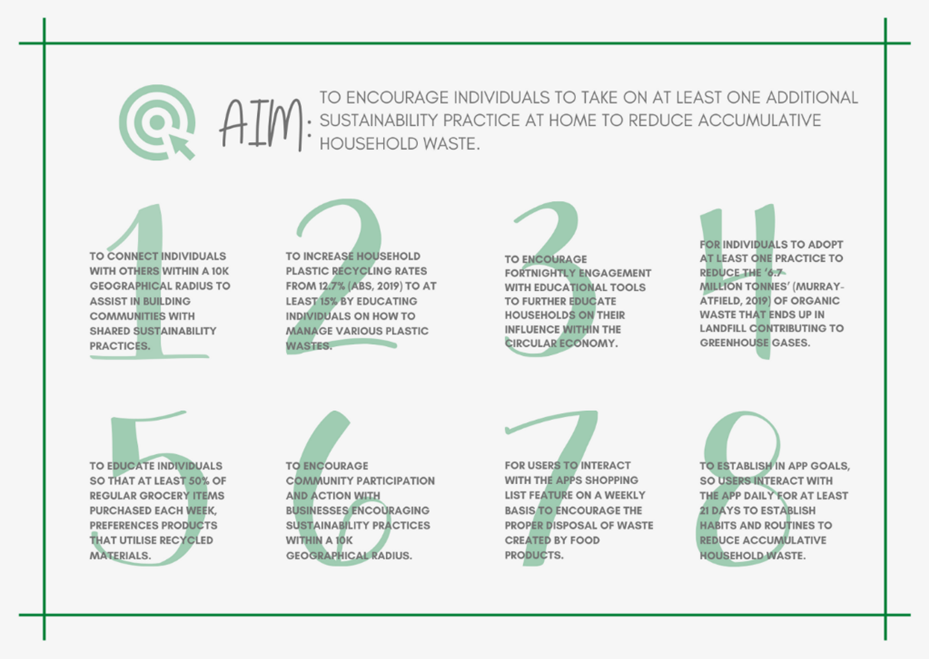 AIM:
TO ENCOURAGE INDIVIDUALS TO TAKE ON AT LEAST ONE ADDITIONAL
SUSTAINABILITY PRACTICE AT HOME TO REDUCE ACCUMULATIVE
HOUSEHOLD WASTE.
1
TO CONNECT INDIVIDUALS
WITH OTHERS WITHIN A 10K
GEOGRAPHICAL RADIUS TO
ASSIST IN BUILDING
COMMUNITIES WITH
SHARED SUSTAINABILITY
PRACTICES.
2
TO INCREASE HOUSEHOLD
PLASTIC RECYCLING RATES
FROM 12.7% (ABS, 2019) TO AT
LEAST 15% BY EDUCATING
INDIVIDUALS ON HOW TO
MANAGE VARIOUS PLASTIC
WASTES.
3
TO ENCOURAGE
FORTNIGHTLY ENGAGEMENT
WITH EDUCATIONAL TOOLS
TO FURTHER EDUCATE
HOUSEHOLDS ON THEIR
INFLUENCE WITHIN THE
CIRCULAR ECONOMY.
4
FOR INDIVIDUALS TO ADOPT
AT LEAST ONE PRACTICE TO
REDUCE THE '6.7
MILLION TONNES' (MURRAY-
ATFIELD, 2019) OF ORGANIC
WASTE THAT ENDS UP IN
LANDFILL CONTRIBUTING TO
GREENHOUSE GASES.
5
TO EDUCATE INDIVIDUALS
SO THAT AT LEAST 50% OF
REGULAR GROCERY ITEMS
PURCHASED EACH WEEK,
PREFERENCES PRODUCTS
THAT UTILISE RECYCLED
MATERIALS.
6
TO ENCOURAGE
COMMUNITY PARTICIPATION
AND ACTION WITH
BUSINESSES ENCOURAGING
SUSTAINABILITY PRACTICES
WITHIN A 10K
GEOGRAPHICAL RADIUS.
7
FOR USERS TO INTERACT
WITH THE APPS SHOPPING
LIST FEATURE ON A WEEKLY
BASIS TO ENCOURAGE THE
PROPER DISPOSAL OF WASTE
CREATED BY FOOD
PRODUCTS.
8
TO ESTABLISH IN APP GOALS,
SO USERS INTERACT WITH
THE APP DAILY FOR AT LEAST
21 DAYS TO ESTABLISH
HABITS AND ROUTINES TO
REDUCE ACCUMULATIVE
HOUSEHOLD WASTE.